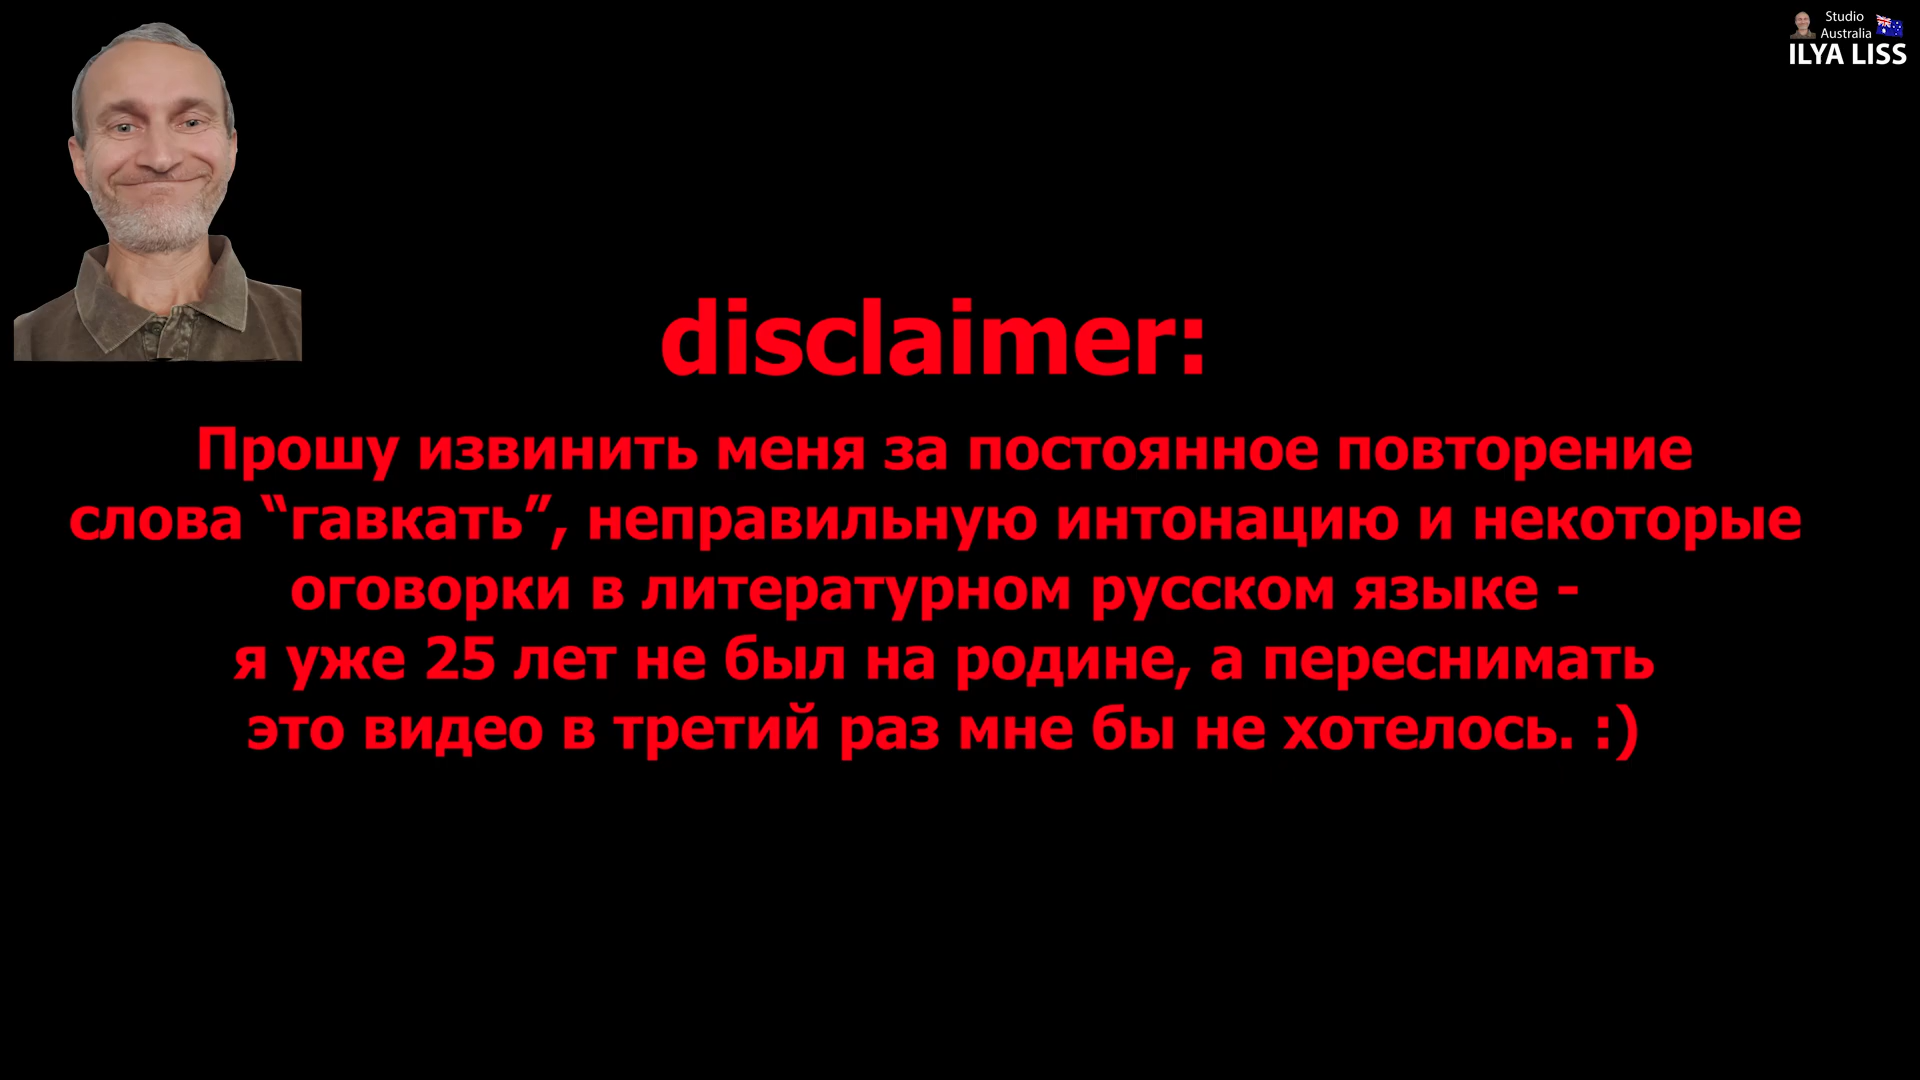 Studio
Australia
ILYA LISS
disclaimer:
Прошу извинить меня за постоянное повторение
слова “гавкать”, неправильную интонацию и некоторые
оговорки в литературном русском языке -
я уже 25 лет не был на родине, а переснимать
это видео в третий раз мне бы не хотелось. :)